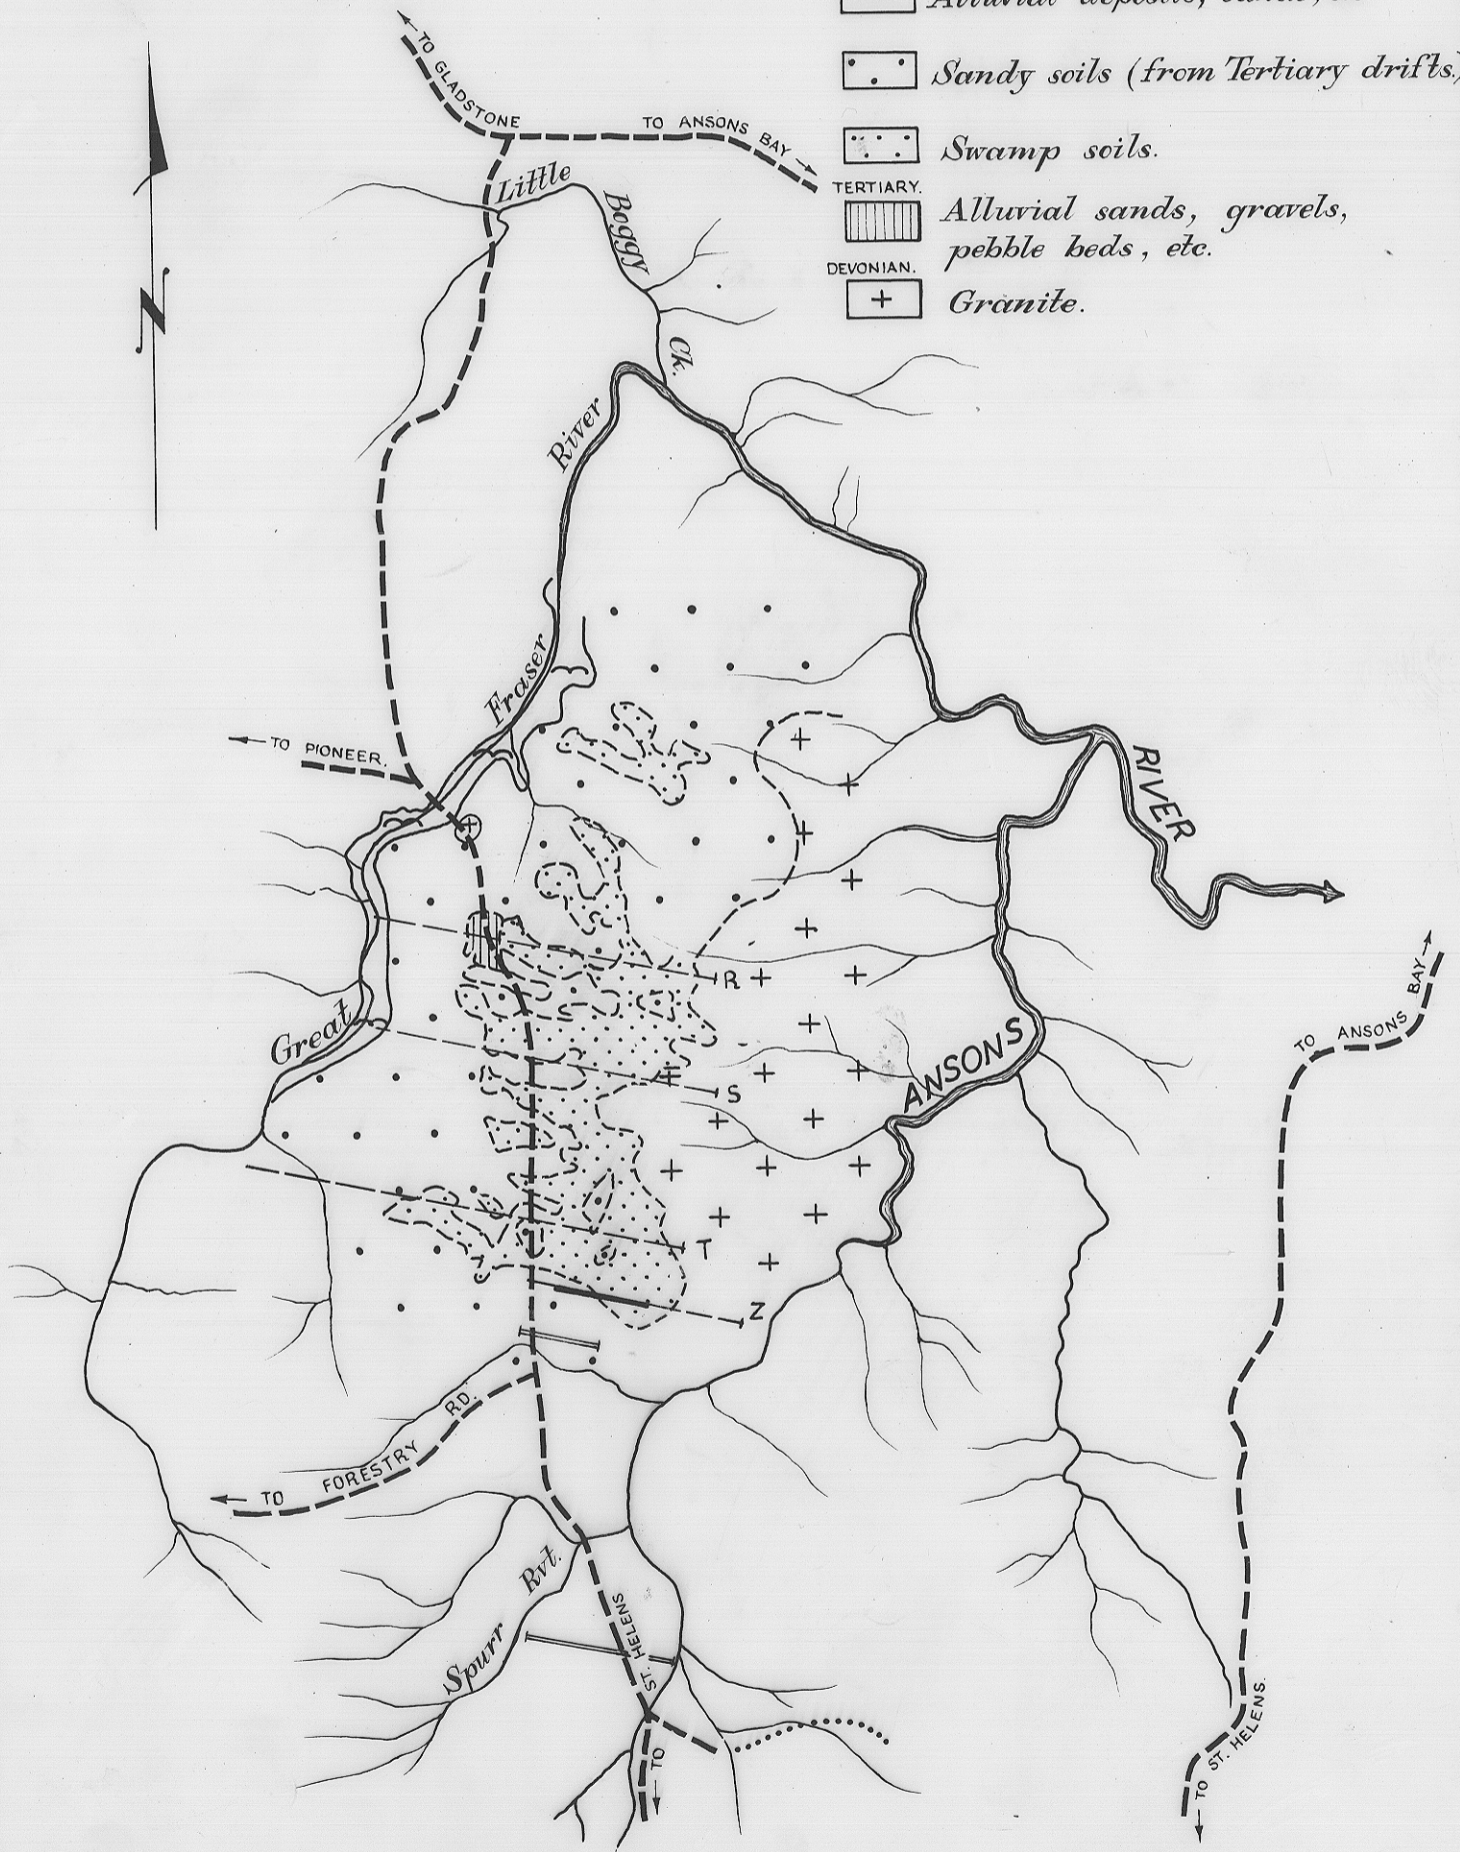 Alluvial deposits,
Sandy soils (from Tertiary drifts.)
Swamp soils.
TERTIARY.
Alluvial sands, gravels,
pebble beds, etc.
DEVONIAN.
Granite.
TO GLADSTONE
TO ANSONS BAY
Little Boggy Ck.
N
Great Fraser River
TO PIONEER.
ANSONS RIVER
R
S
T
Z
TO ANSONS BAY
TO FORESTRY RD.
Spurr Rvt.
TO ST. HELENS
TO ST. HELENS.